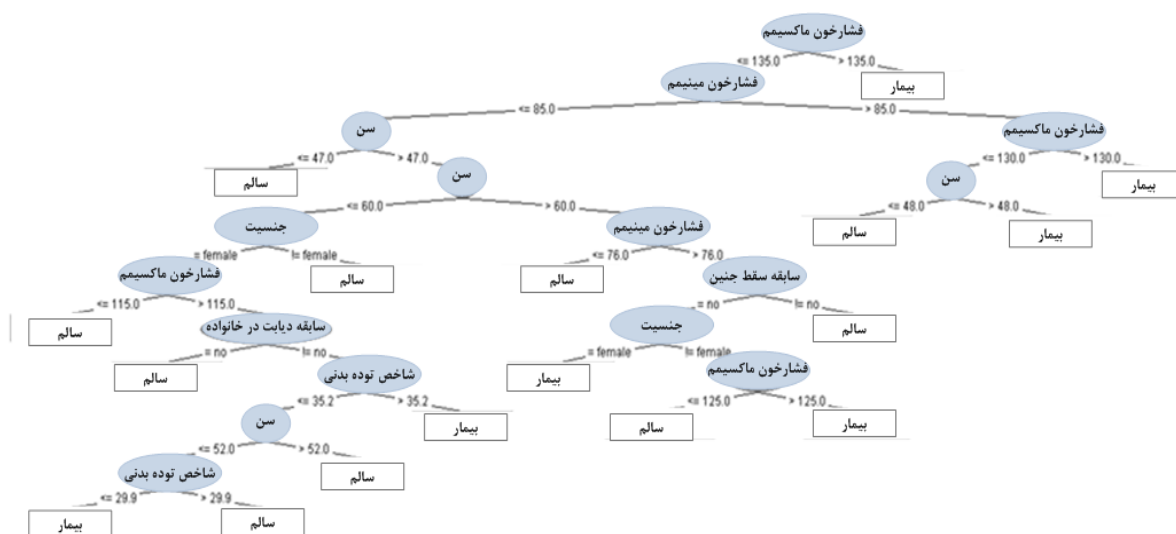 فشارخون ماکسیمم
<= 135.0 > 135.0
فشارخون مینیمم
بیمار
<= 85.0 > 85.0
سن
فشارخون ماکسیمم
<= 47.0 > 47.0
<= 130.0 > 130.0
سالم
سن
سن
بیمار
<= 60.0 > 60.0
<= 48.0 > 48.0
جنسیت
فشارخون مینیمم
سالم
بیمار
= female != female
<= 76.0 > 76.0
فشارخون ماکسیمم
سالم
سالم
سابقه سقط جنین
<= 115.0 > 115.0
= no != no
سالم
سابقه دیابت در خانواده
جنسیت
سالم
= no != no
= female != female
سالم
شاخص توده بدنی
بیمار
فشارخون ماکسیمم
<= 35.2 > 35.2
<= 125.0 > 125.0
سن
بیمار
سالم
بیمار
<= 52.0 > 52.0
شاخص توده بدنی
سالم
<= 29.9 > 29.9
بیمار
سالم